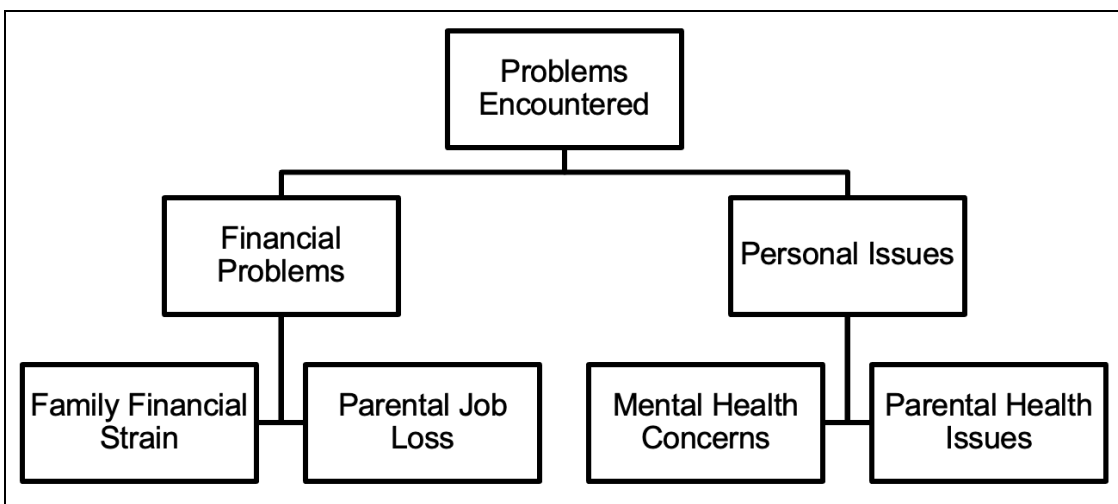 Problems
Encountered
Financial
Problems
Personal Issues
Family Financial
Strain
Parental Job
Loss
Mental Health
Concerns
Parental Health
Issues